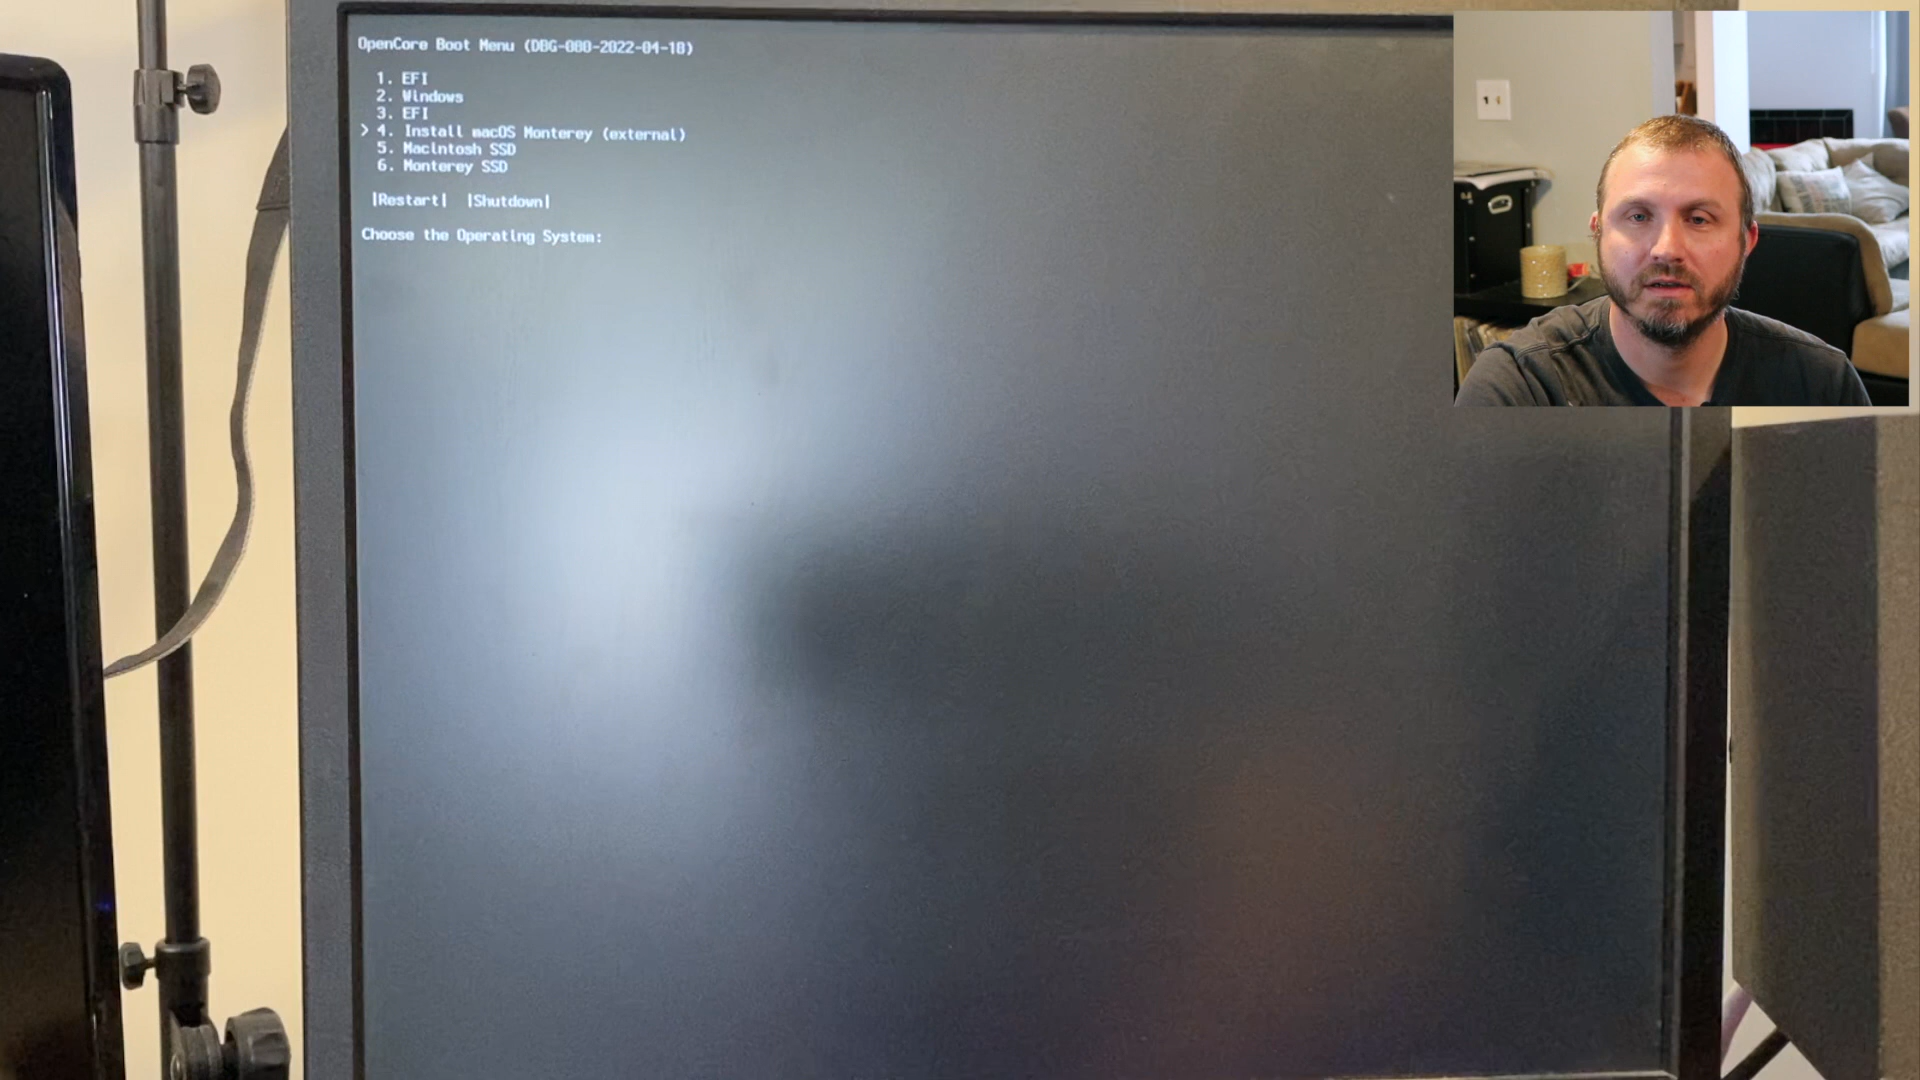 OpenCore Boot Menu (DBG-080-2022-04-18)
1. EFI
2. Windows
3. EFI
> 4. Install macOS Monterey (external)
5. Macintosh SSD
6. Monterey SSD
|Restart| |Shutdown|
Choose the Operating System: